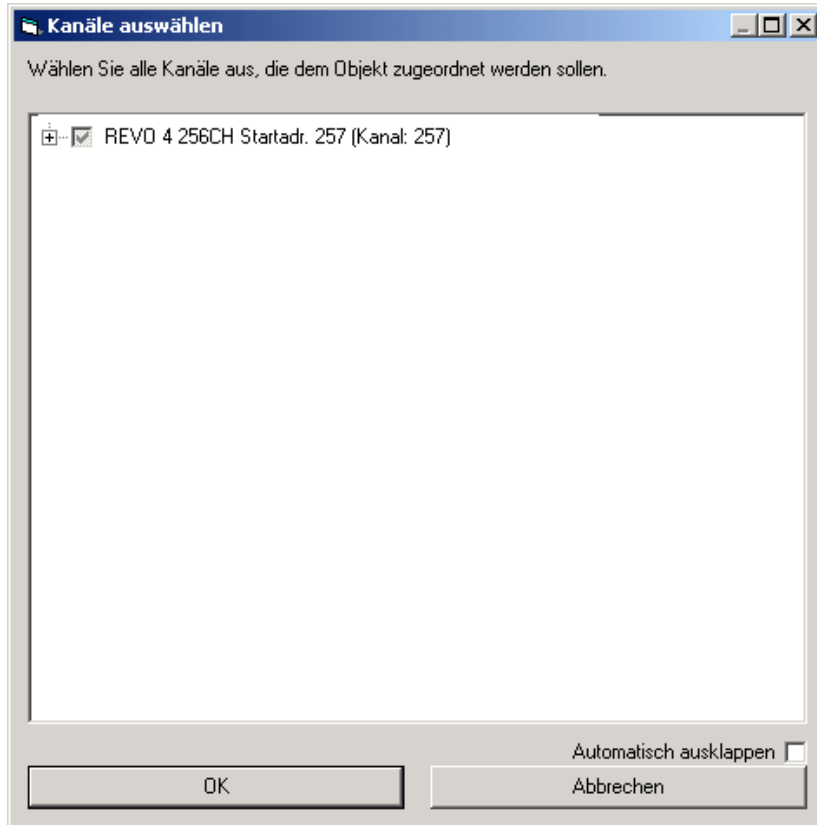 Kanäle auswählen
Wählen Sie alle Kanäle aus, die dem Objekt zugeordnet werden sollen.
REVO 4 256CH Startadr. 257 (Kanal: 257)
Automatisch ausklappen
OK
Abbrechen